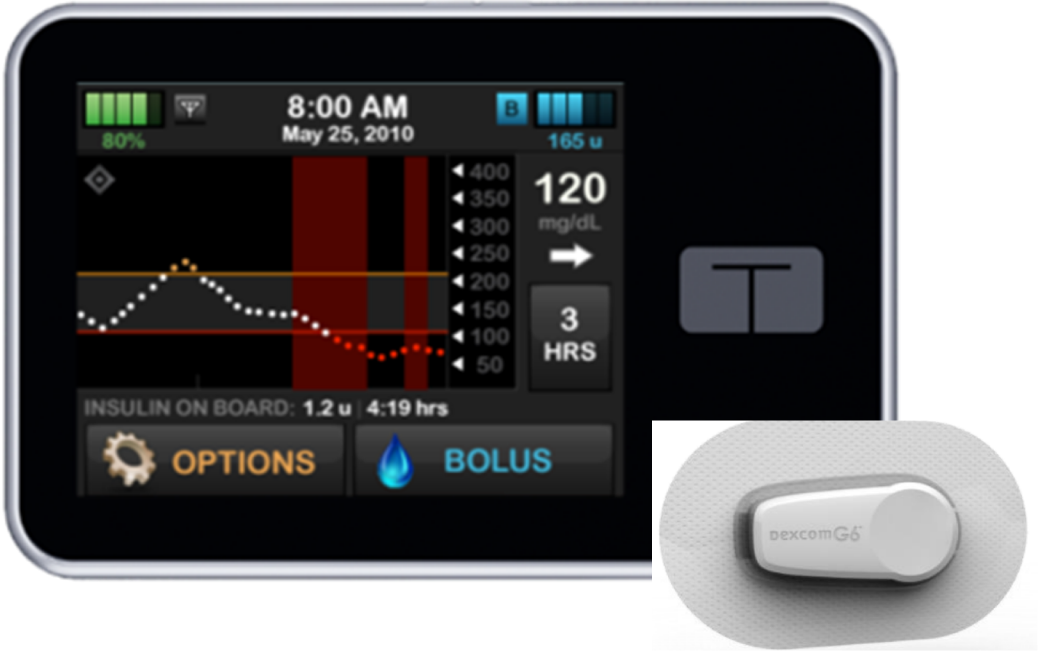 8:00 AM
May 25, 2010
80%
B
165 u
400
350
300
250
200
150
100
50
120
mg/dL
3
HRS
INSULIN ON BOARD: 1.2 u | 4:19 hrs
OPTIONS
BOLUS
Dexcom G6